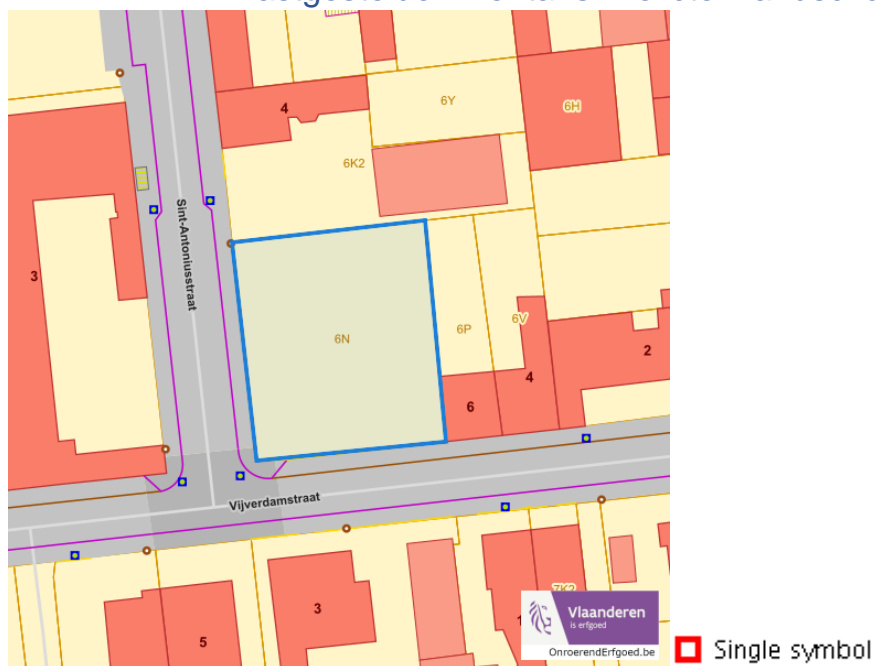 4
6Y
6H
6K2
Sint-Antoniusstraat
3
6N
6P
6V
2
4
6
Vijverdamstraat
3
5
Vlaanderen
is erfgoed
OnroerendErfgoed.be
Single symbol